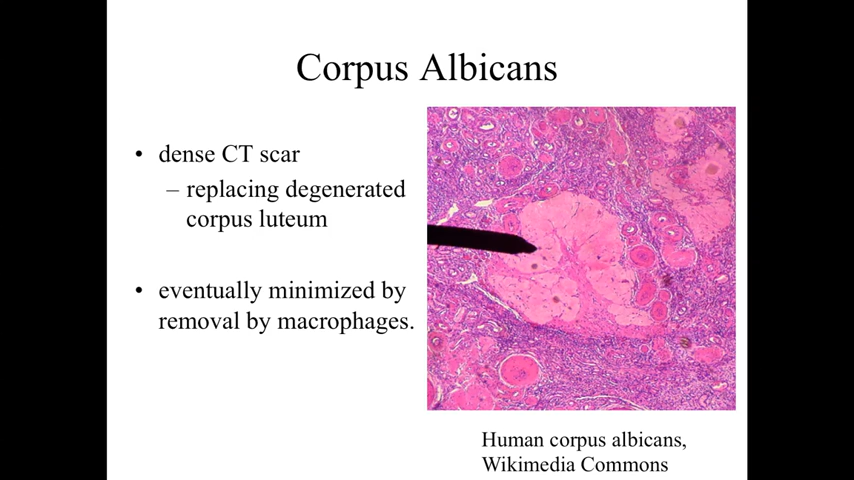 Corpus Albicans
• dense CT scar
– replacing degenerated
corpus luteum
• eventually minimized by
removal by macrophages.
Human corpus albicans,
Wikimedia Commons